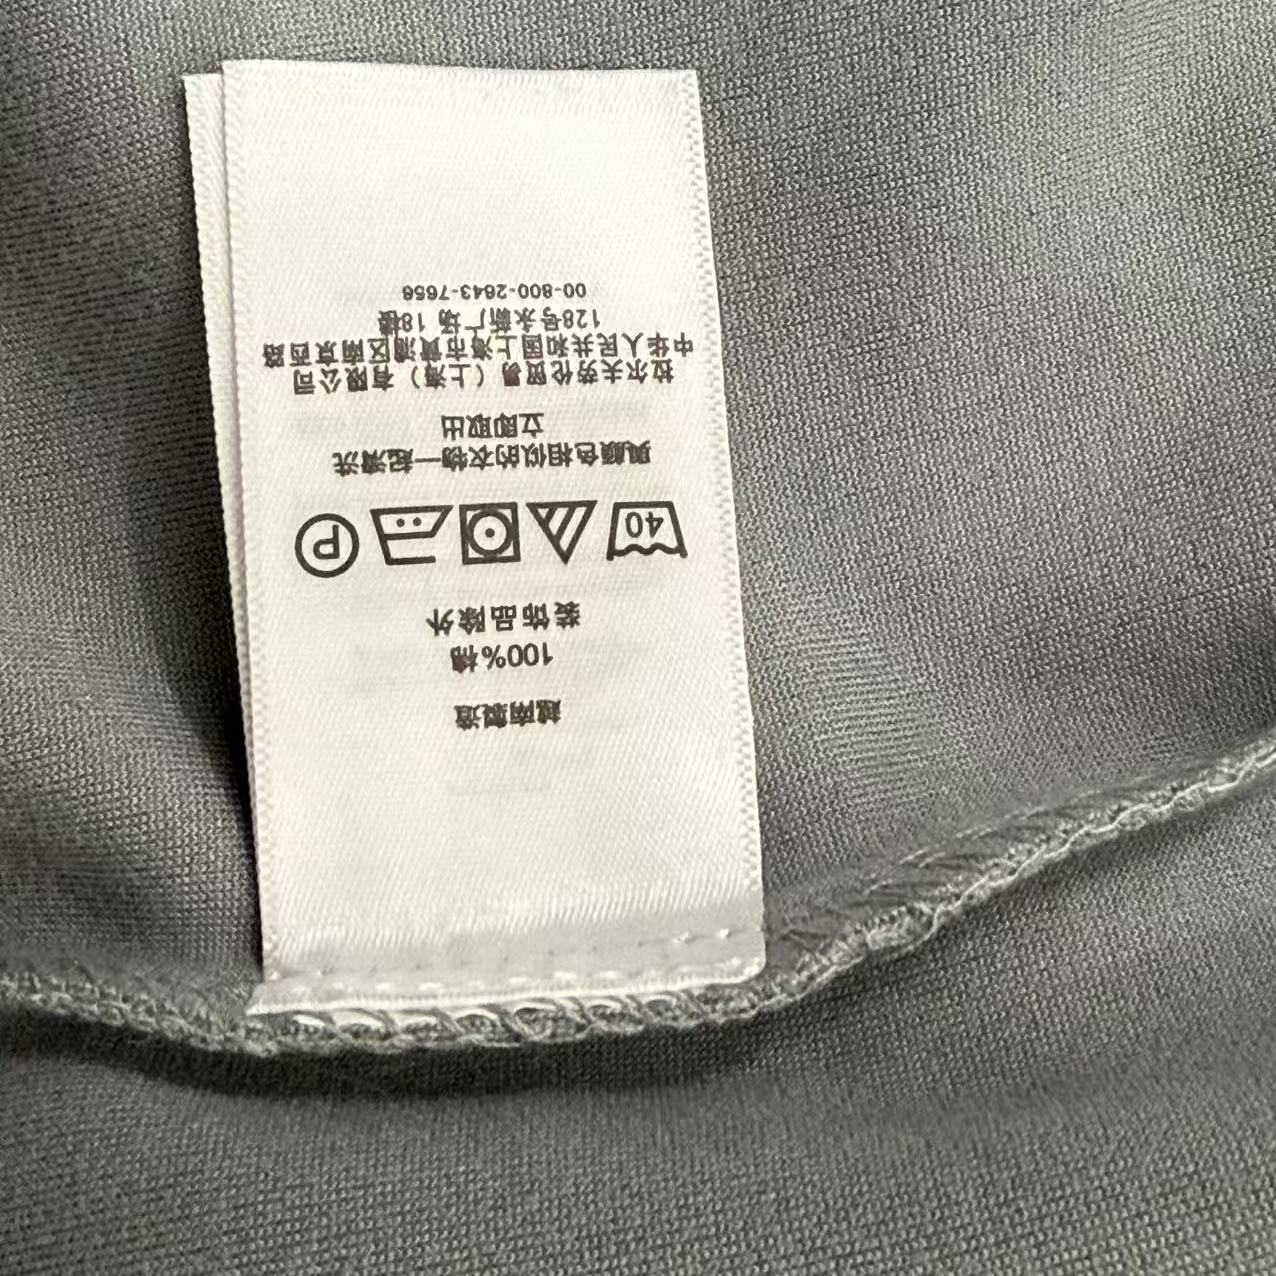 越南製造
100%棉
装饰品除外
40
P
與颜色相似的衣物一起清洗
立即取出
拉尔夫劳伦贸易（上海）有限公司
中华人民共和国上海市黄浦区南京西路
128号永新广场 18楼
00-800-2843-7656